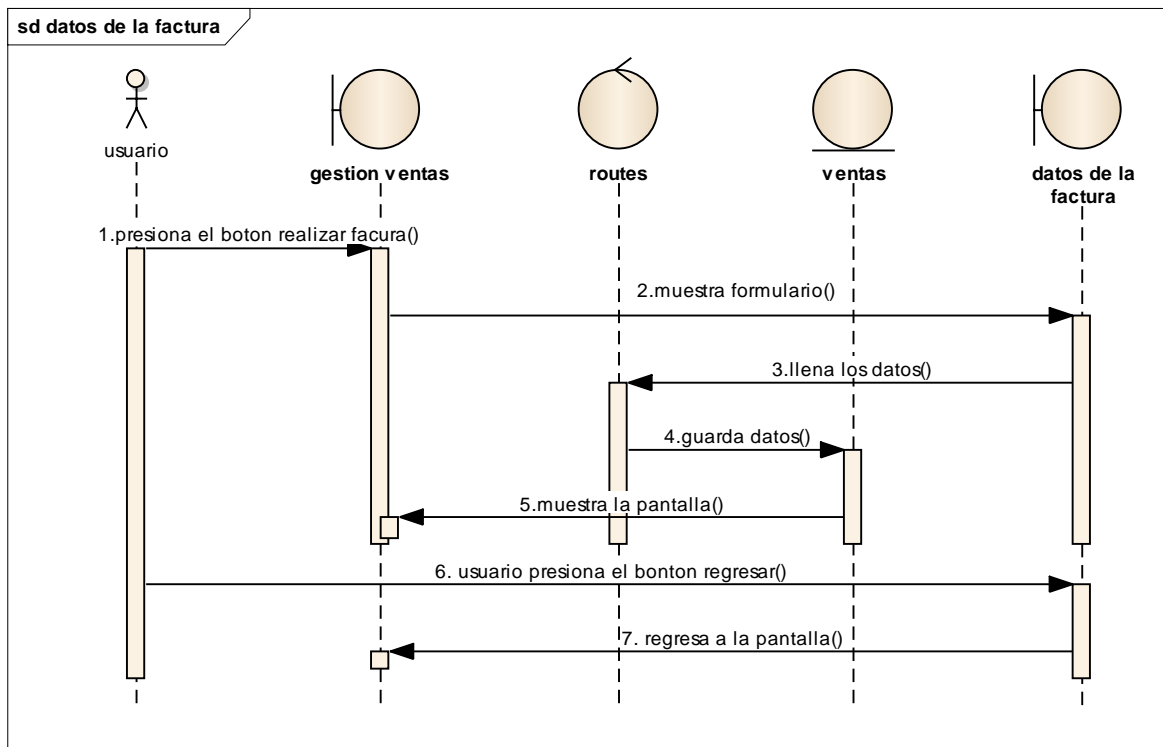 sd datos de la factura
usuario
gestion ventas
routes
ventas
datos de la
factura
1.presiona el boton realizar facura()
2.muestra formulario()
3.llena los datos()
4.guarda datos()
5.muestra la pantalla()
6. usuario presiona el bonton regresar()
7. regresa a la pantalla()